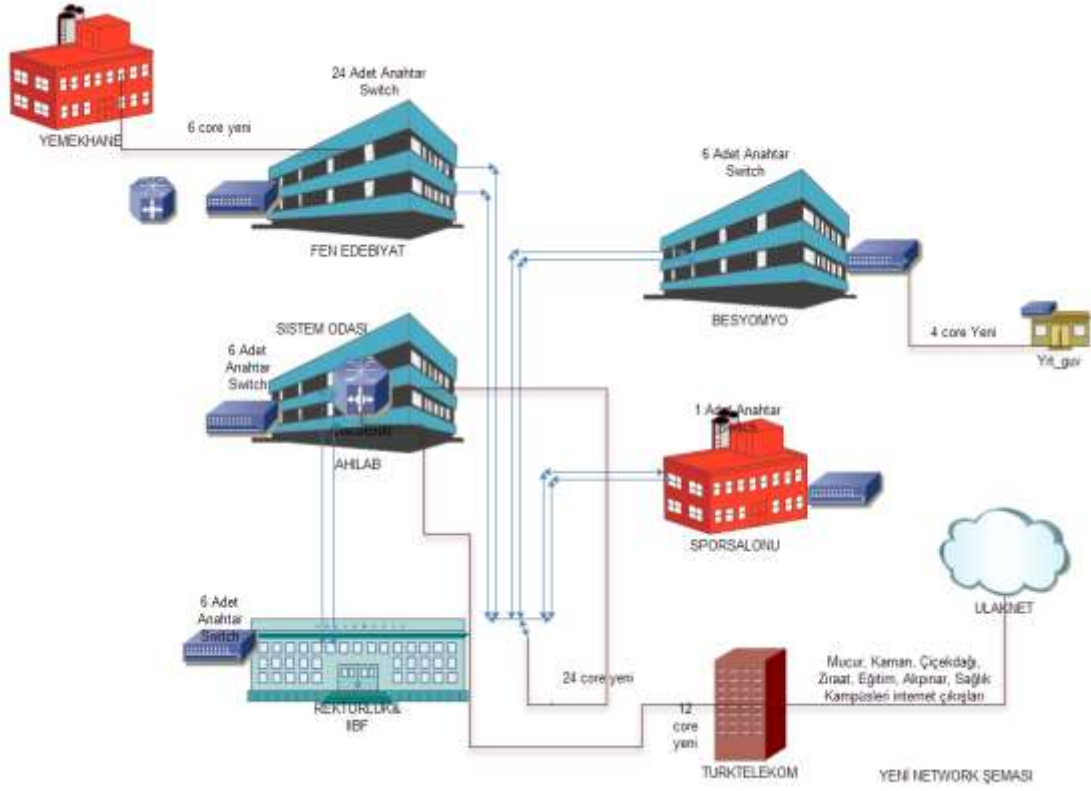 YEMEKHANE
6 core yeni
24 Adet Anahtar
Switch
FEN EDEBIYAT
6 Adet Anahtar
Switch
BESYOMYO
4 core Yeni
Yrt_guv
SISTEM ODASI
6 Adet
Anahtar
Switch
AHILAB
1 Adet Anahtar
SPORSALONU
ULAKNET
6 Adet
Anahtar
Switch
REKTÖRLÜK&
IIBF
24 core yeni
12
core
yeni
TURKTELEKOM
Mucur, Kaman, Çiçekdağı,
Ziraat, Eğitim, Akpınar, Sağlık
Kampüsleri internet çıkışları
YENİ NETWORK ŞEMASI